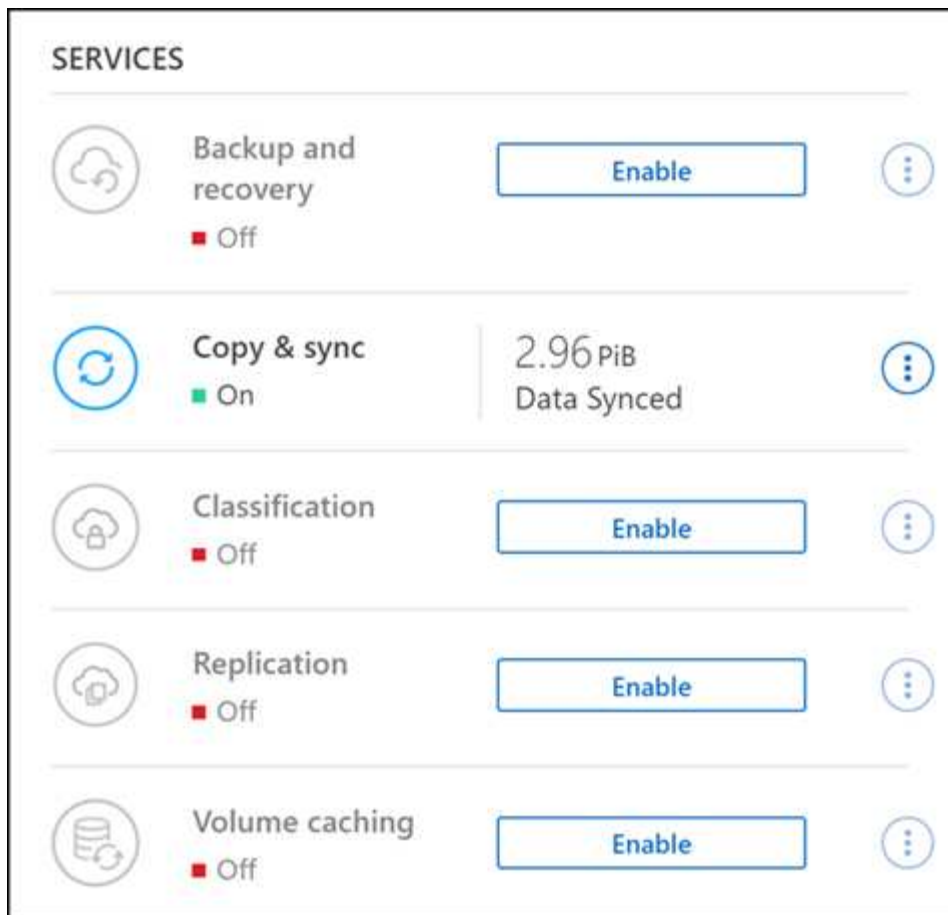 SERVICES
Backup and
recovery
Off
Enable
Copy & sync
On
2.96 PiB
Data Synced
Classification
Off
Enable
Replication
Off
Enable
Volume caching
Off
Enable